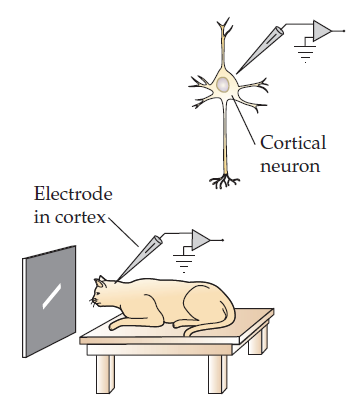 Cortical
neuron
Electrode
in cortex